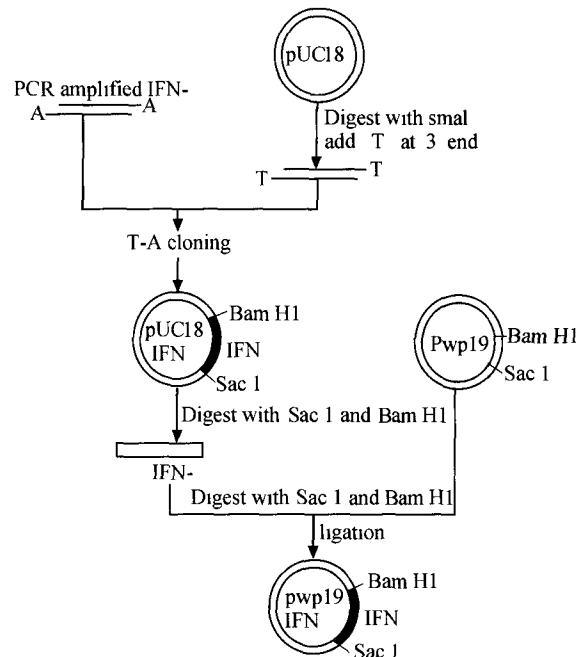 pUC18
PCR amplified IFN-
A
A
Digest with smaI
add T at 3 end
T
T
T-A cloning
Bam H1
pUC18
IFN
IFN
Sac 1
Pwp19
Bam H1
Sac 1
Digest with Sac 1 and Bam H1
IFN-
Digest with Sac 1 and Bam H1
ligation
Bam H1
pwp19
IFN
IFN
Sac 1